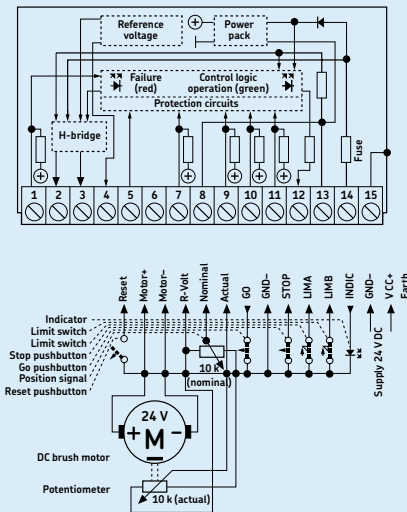 Reference voltage
Power pack
Failure (red)
Control logic operation (green)
Protection circuits
H-bridge
Fuse
1 2 3 4 5 6 7 8 9 10 11 12 13 14 15
Reset
Motor+
Motor–
R-Volt
Nominal
Actual
GO
GND–
STOP
LIMA
LIMB
INDIC
GND–
VCC+
Earth
Supply 24 V DC
Indicator
Limit switch
Limit switch
Stop pushbutton
Go pushbutton
Position signal
Reset pushbutton
10 k
(nominal)
24 V
M
DC brush motor
Potentiometer
10 k (actual)